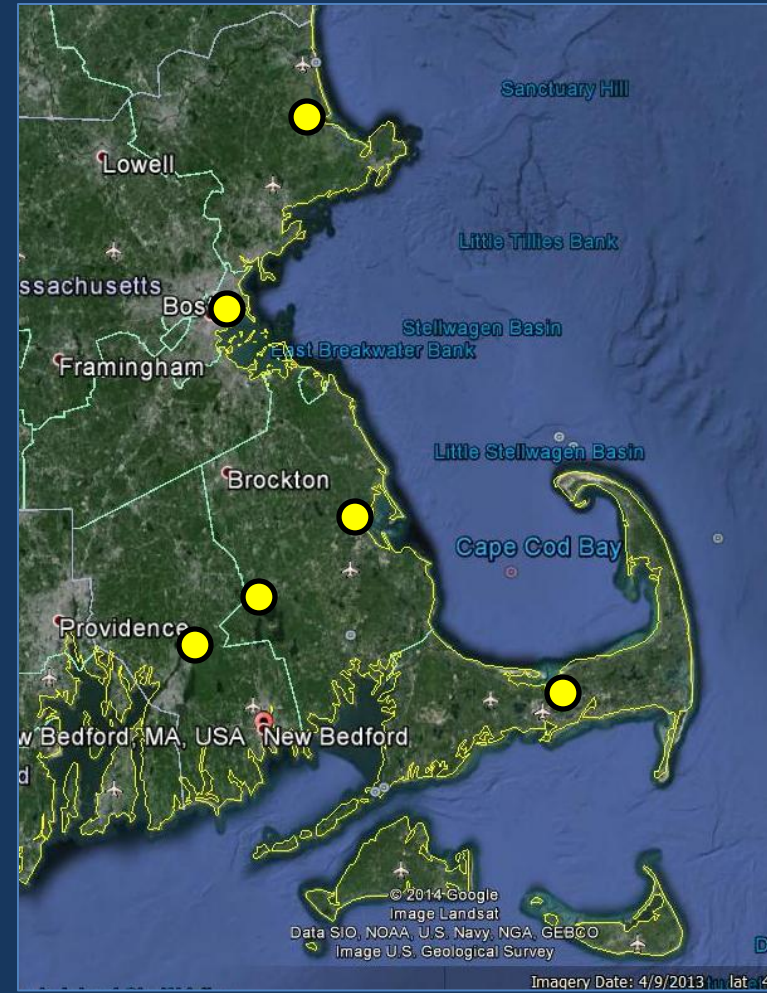 Sanctuary Hill
Lowell
Little Tillies Bank
ssachusetts
Bos
Stellwagen Basin
East Breakwater Bank
Framingham
Little Stellwagen Basin
Brockton
Cape Cod Bay
Providence
w Bedford, MA, USA
New Bedford
d
© 2014 Google
Image Landsat
Data SIO, NOAA, U.S. Navy, NGA, GEBCO
Image U.S. Geological Survey
D
Imagery Date: 4/9/2013
lat 4